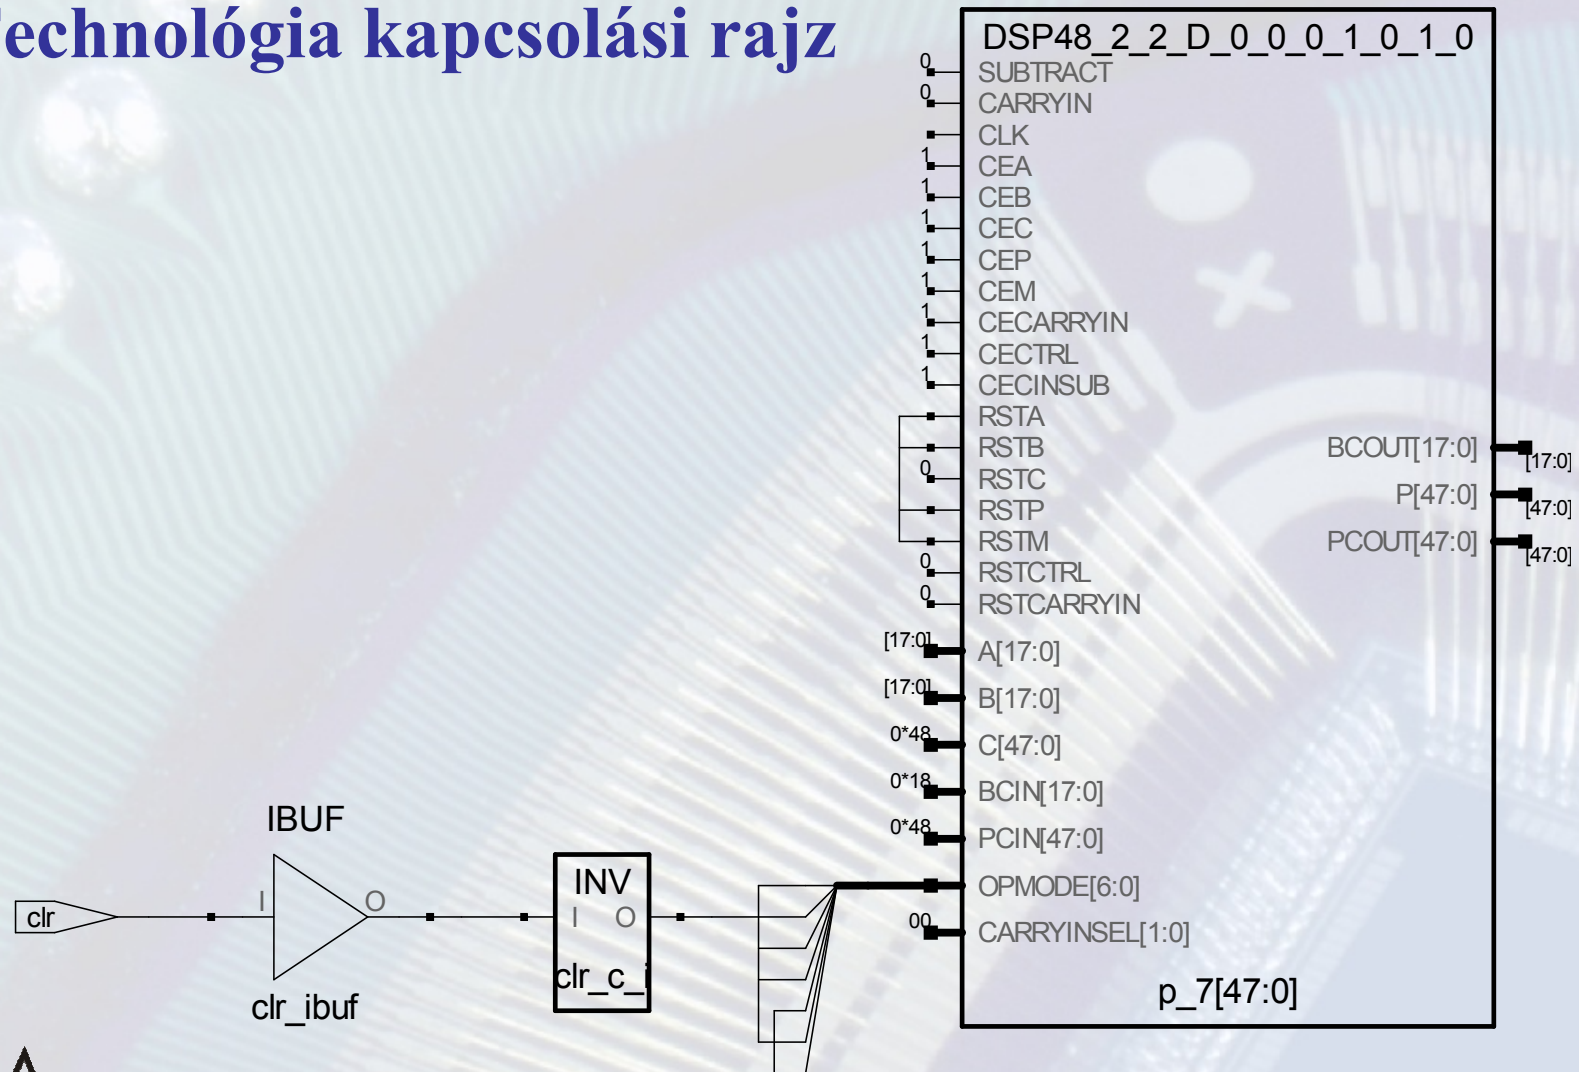 Technológia kapcsolási rajz
DSP48_2_2_D_0_0_0_1_0_1_0
0 SUBTRACT
0 CARRYIN
CLK
1 CEA
1 CEB
1 CEC
1 CEP
1 CEM
1 CECARRYIN
1 CECTRL
1 CECINSUB
RSTA
RSTB
0 RSTC
RSTP
RSTM
0 RSTCTRL
0 RSTCARRYIN
BCOUT[17:0] [17:0]
P[47:0] [47:0]
PCOUT[47:0] [47:0]
[17:0] A[17:0]
[17:0] B[17:0]
0*48 C[47:0]
0*18 BCIN[17:0]
0*48 PCIN[47:0]
OPMODE[6:0]
00 CARRYINSEL[1:0]
p_7[47:0]
clr
IBUF
I O
clr_ibuf
INV
I O
clr_c_i